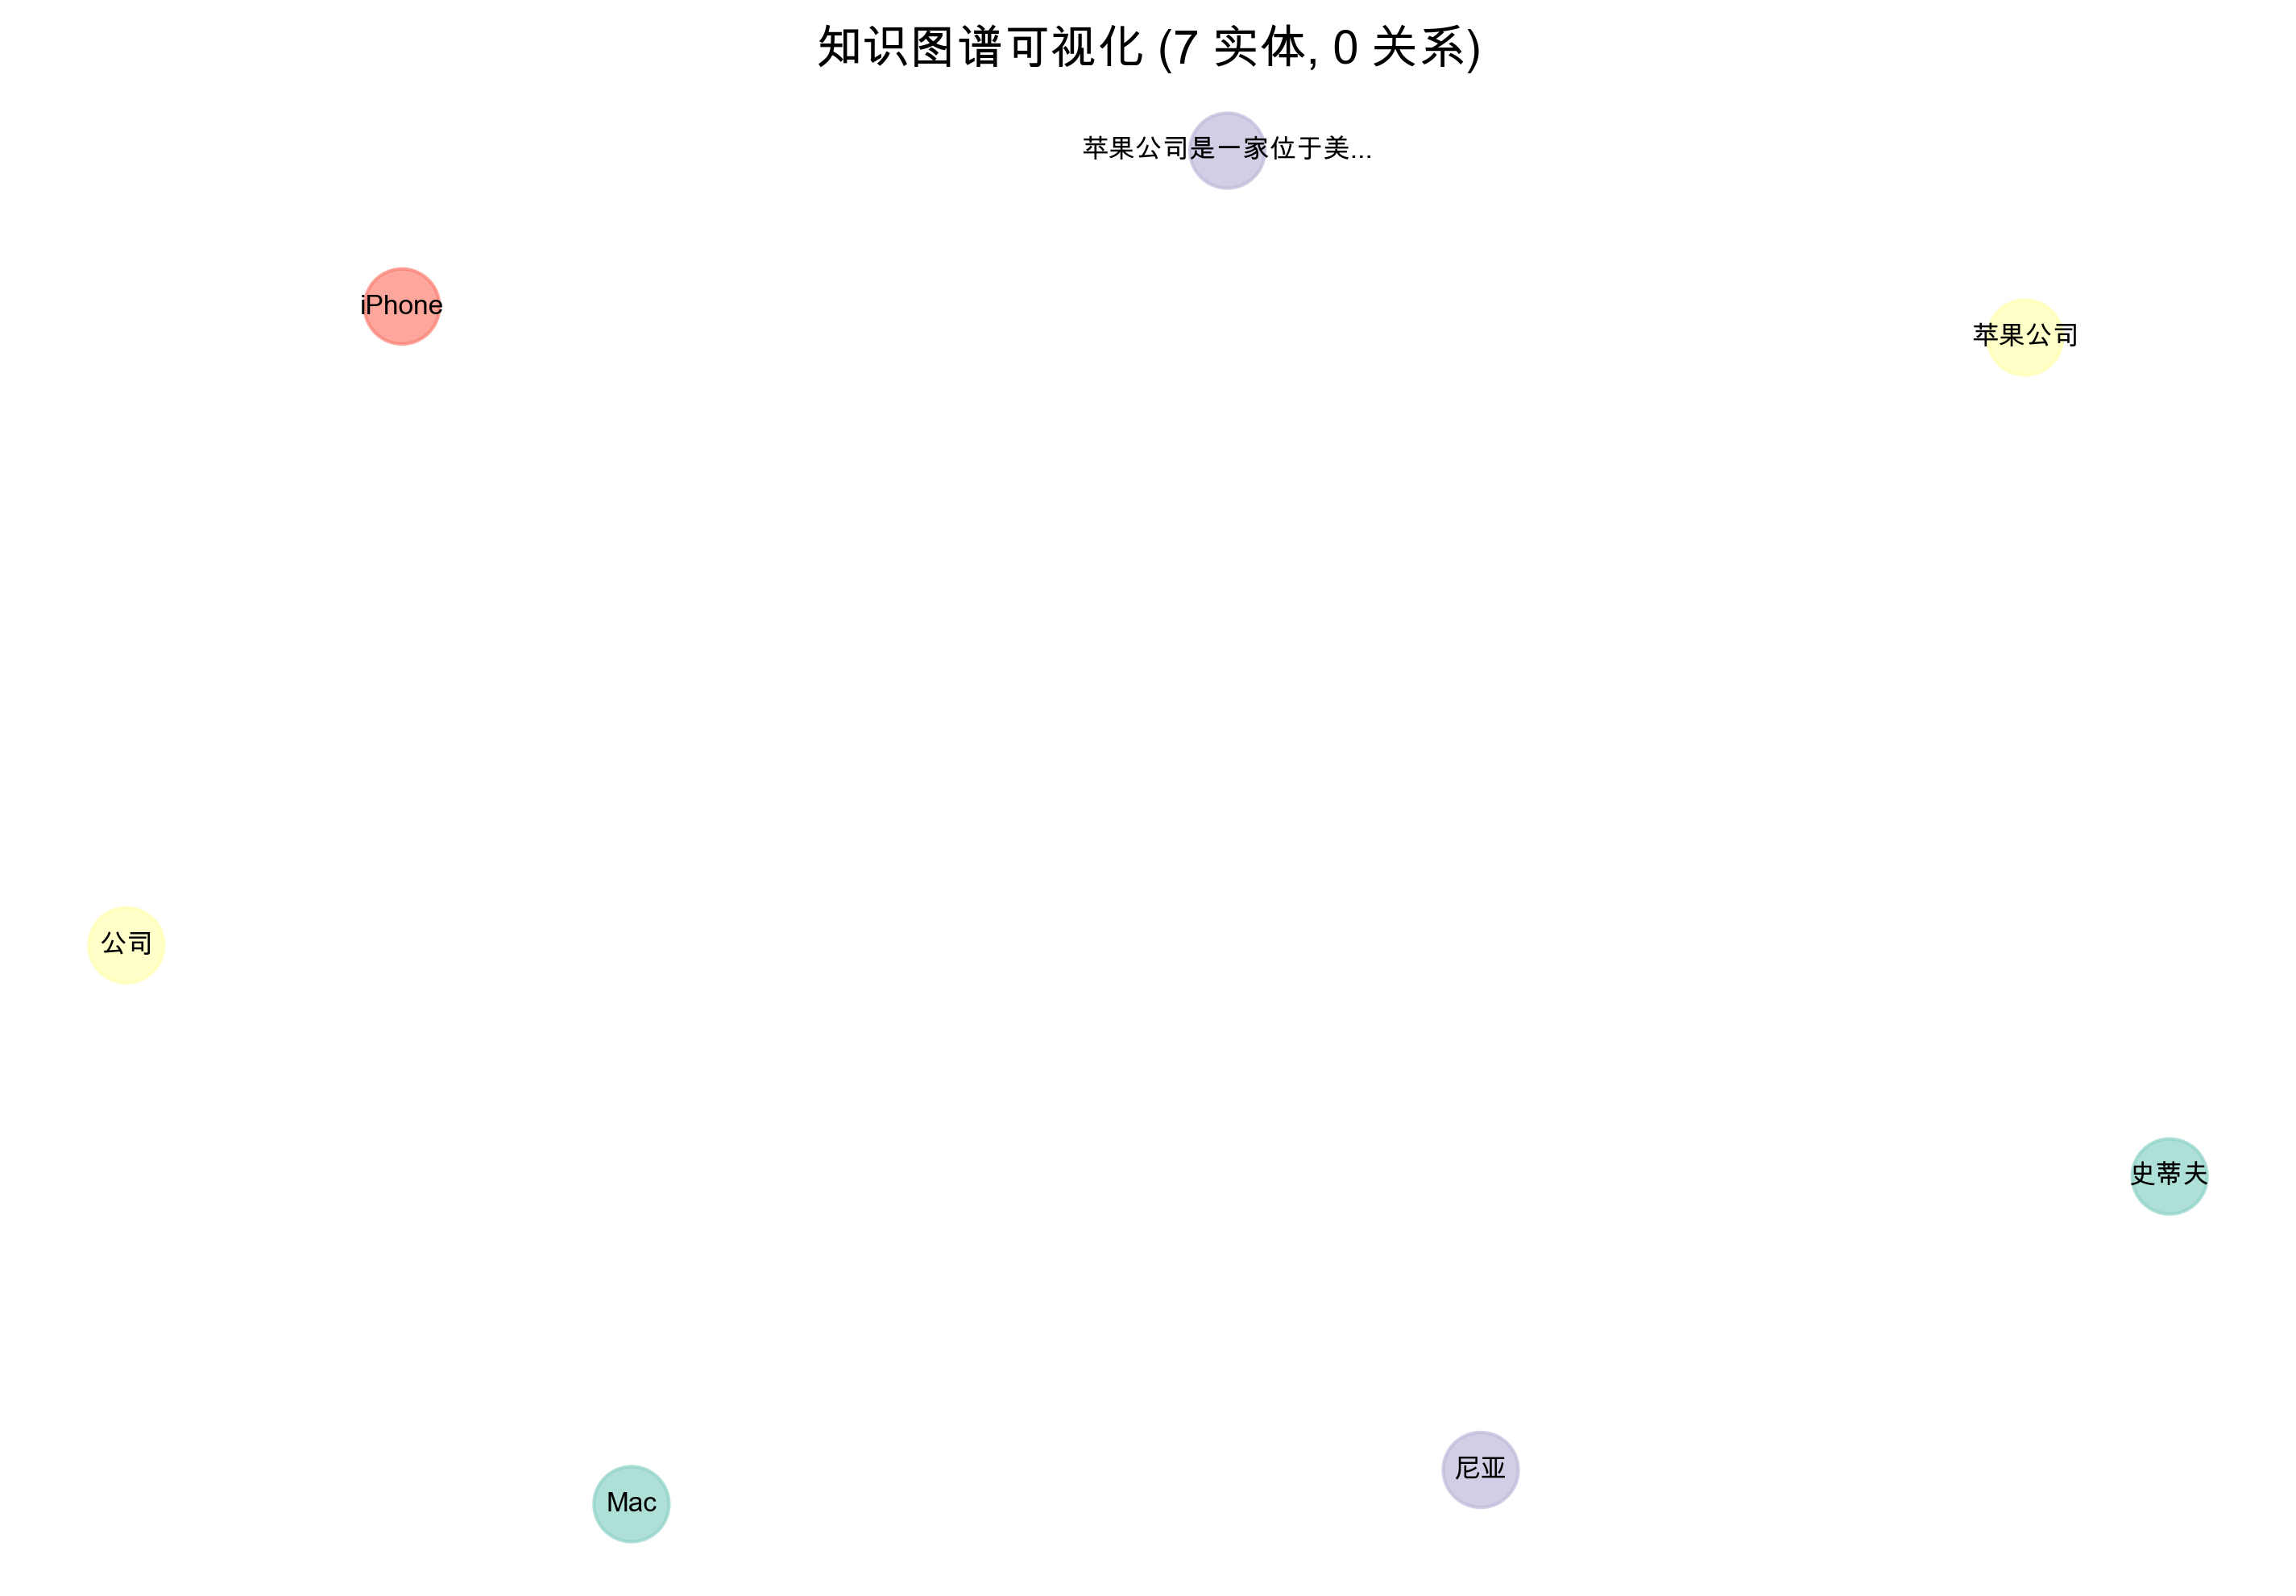 知识图谱可视化 (7 实体, 0 关系)
苹果公司是一家位于美...
iPhone
苹果公司
公司
史蒂夫
尼亚
Mac